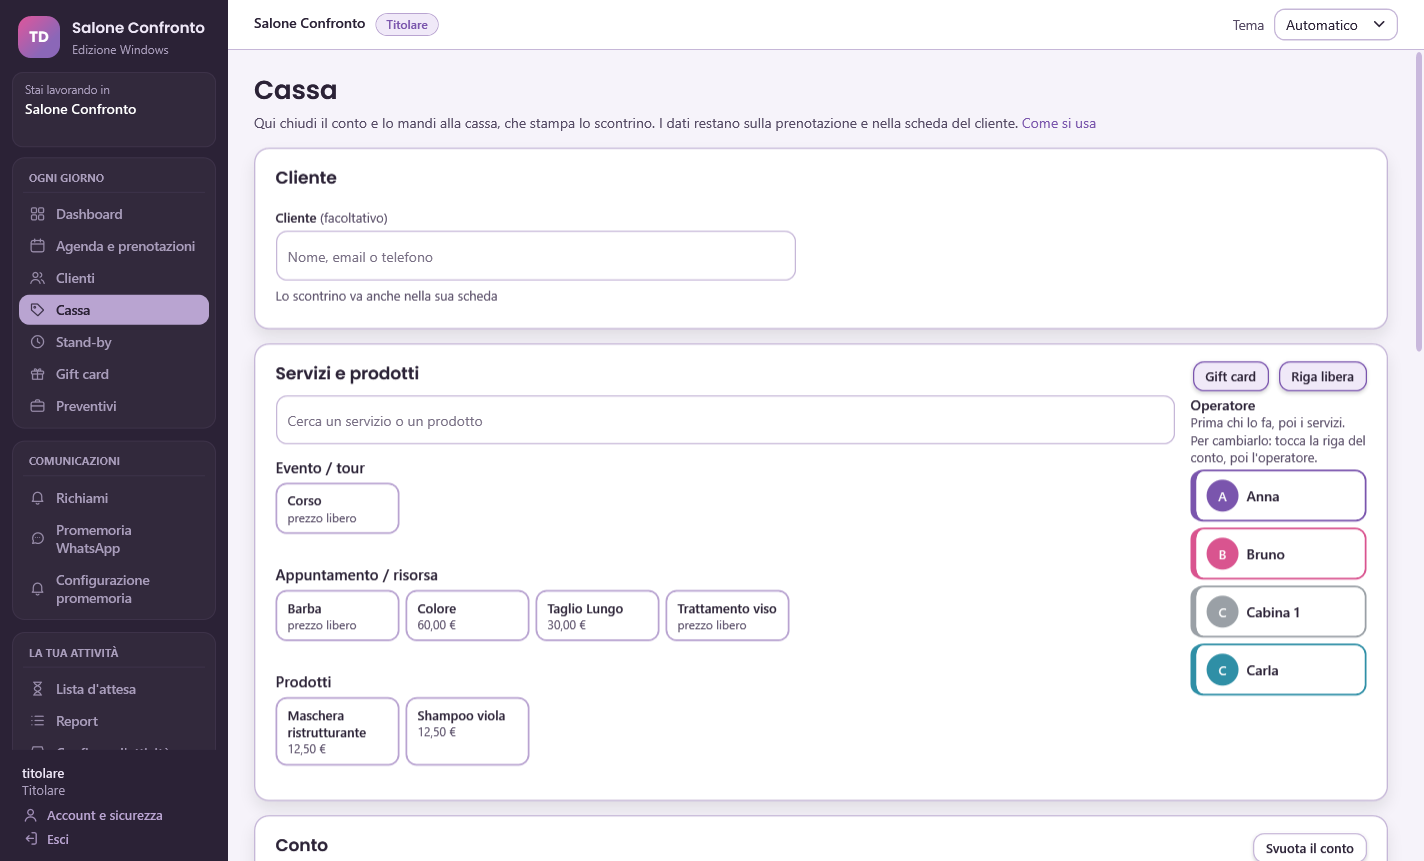 TD
Salone Confronto
Edizione Windows
Stai lavorando in
Salone Confronto
OGNI GIORNO
Dashboard
Agenda e prenotazioni
Clienti
Cassa
Stand-by
Gift card
Preventivi
COMUNICAZIONI
Richiami
Promemoria
WhatsApp
Configurazione
promemoria
LA TUA ATTIVITÀ
Lista d'attesa
Report
titolare
Titolare
Account e sicurezza
Esci
Salone Confronto
Titolare
Tema
Automatico
Cassa
Qui chiudi il conto e lo mandi alla cassa, che stampa lo scontrino. I dati restano sulla prenotazione e nella scheda del cliente. Come si usa
Cliente
Cliente (facoltativo)
Nome, email o telefono
Lo scontrino va anche nella sua scheda
Servizi e prodotti
Gift card
Riga libera
Cerca un servizio o un prodotto
Evento / tour
Corso
prezzo libero
Appuntamento / risorsa
Barba
prezzo libero
Colore
60,00 €
Taglio Lungo
30,00 €
Trattamento viso
prezzo libero
Prodotti
Maschera
ristrutturante
12,50 €
Shampoo viola
12,50 €
Operatore
Prima chi lo fa, poi i servizi.
Per cambiarlo: tocca la riga del
conto, poi l'operatore.
A
Anna
B
Bruno
C
Cabina 1
C
Carla
Conto
Svuota il conto